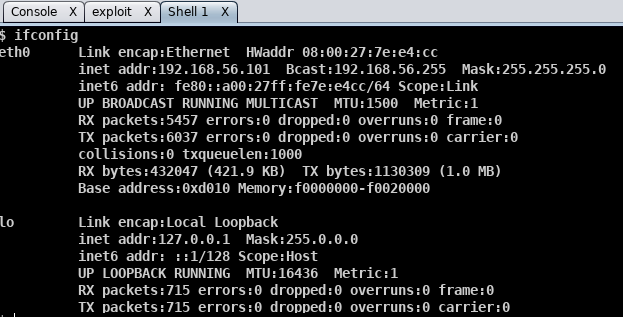 Console X exploit X Shell 1 X
$ ifconfig
eth0 Link encap:Ethernet HWaddr 08:00:27:7e:e4:cc
inet addr:192.168.56.101 Bcast:192.168.56.255 Mask:255.255.255.0
inet6 addr: fe80::a00:27ff:fe7e:e4cc/64 Scope:Link
UP BROADCAST RUNNING MULTICAST MTU:1500 Metric:1
RX packets:5457 errors:0 dropped:0 overruns:0 frame:0
TX packets:6037 errors:0 dropped:0 overruns:0 carrier:0
collisions:0 txqueuelen:1000
RX bytes:432047 (421.9 KB) TX bytes:1130309 (1.0 MB)
Base address:0xd010 Memory:f0000000-f0020000
lo Link encap:Local Loopback
inet addr:127.0.0.1 Mask:255.0.0.0
inet6 addr: ::1/128 Scope:Host
UP LOOPBACK RUNNING MTU:16436 Metric:1
RX packets:715 errors:0 dropped:0 overruns:0 frame:0
TX packets:715 errors:0 dropped:0 overruns:0 carrier:0